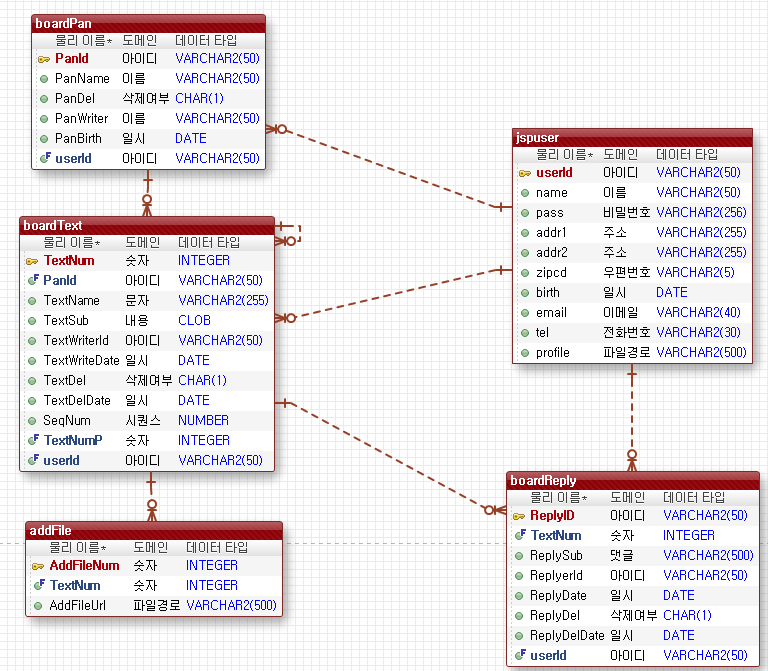 boardPan
물리 이름* 도메인 데이터 타입
PanId 아이디 VARCHAR2(50)
PanName 이름 VARCHAR2(50)
PanDel 삭제여부 CHAR(1)
PanWriter 이름 VARCHAR2(50)
PanBirth 일시 DATE
userId 아이디 VARCHAR2(50)
jspuser
물리 이름* 도메인 데이터 타입
userId 아이디 VARCHAR2(50)
name 이름 VARCHAR2(50)
pass 비밀번호 VARCHAR2(256)
addr1 주소 VARCHAR2(255)
addr2 주소 VARCHAR2(255)
zipcd 우편번호 VARCHAR2(5)
birth 일시 DATE
email 이메일 VARCHAR2(40)
tel 전화번호 VARCHAR2(30)
profile 파일경로 VARCHAR2(500)
boardText
물리 이름* 도메인 데이터 타입
TextNum 숫자 INTEGER
PanId 아이디 VARCHAR2(50)
TextName 문자 VARCHAR2(255)
TextSub 내용 CLOB
TextWriterId 아이디 VARCHAR2(50)
TextWriteDate 일시 DATE
TextDel 삭제여부 CHAR(1)
TextDelDate 일시 DATE
SeqNum 시퀀스 NUMBER
TextNumP 숫자 INTEGER
userId 아이디 VARCHAR2(50)
addFile
물리 이름* 도메인 데이터 타입
AddFileNum 숫자 INTEGER
TextNum 숫자 INTEGER
AddFileUrl 파일경로 VARCHAR2(500)
boardReply
물리 이름* 도메인 데이터 타입
ReplyID 아이디 VARCHAR2(50)
TextNum 숫자 INTEGER
ReplySub 댓글 VARCHAR2(500)
ReplyerId 아이디 VARCHAR2(50)
ReplyDate 일시 DATE
ReplyDel 삭제여부 CHAR(1)
ReplyDelDate 일시 DATE
userId 아이디 VARCHAR2(50)